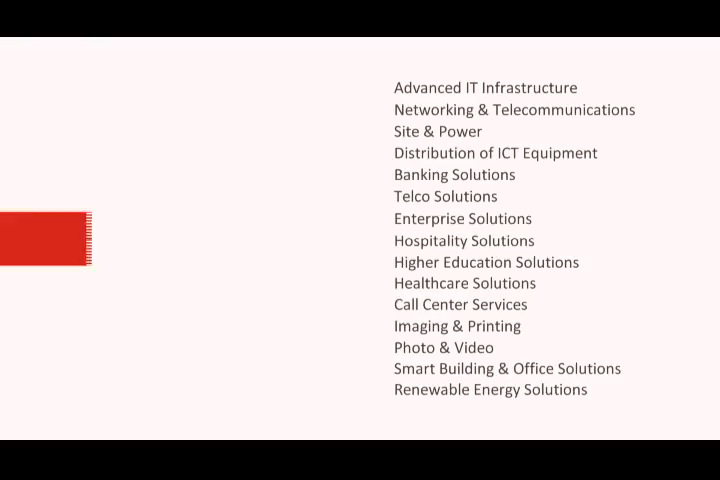 Advanced IT Infrastructure
Networking & Telecommunications
Site & Power
Distribution of ICT Equipment
Banking Solutions
Telco Solutions
Enterprise Solutions
Hospitality Solutions
Higher Education Solutions
Healthcare Solutions
Call Center Services
Imaging & Printing
Photo & Video
Smart Building & Office Solutions
Renewable Energy Solutions